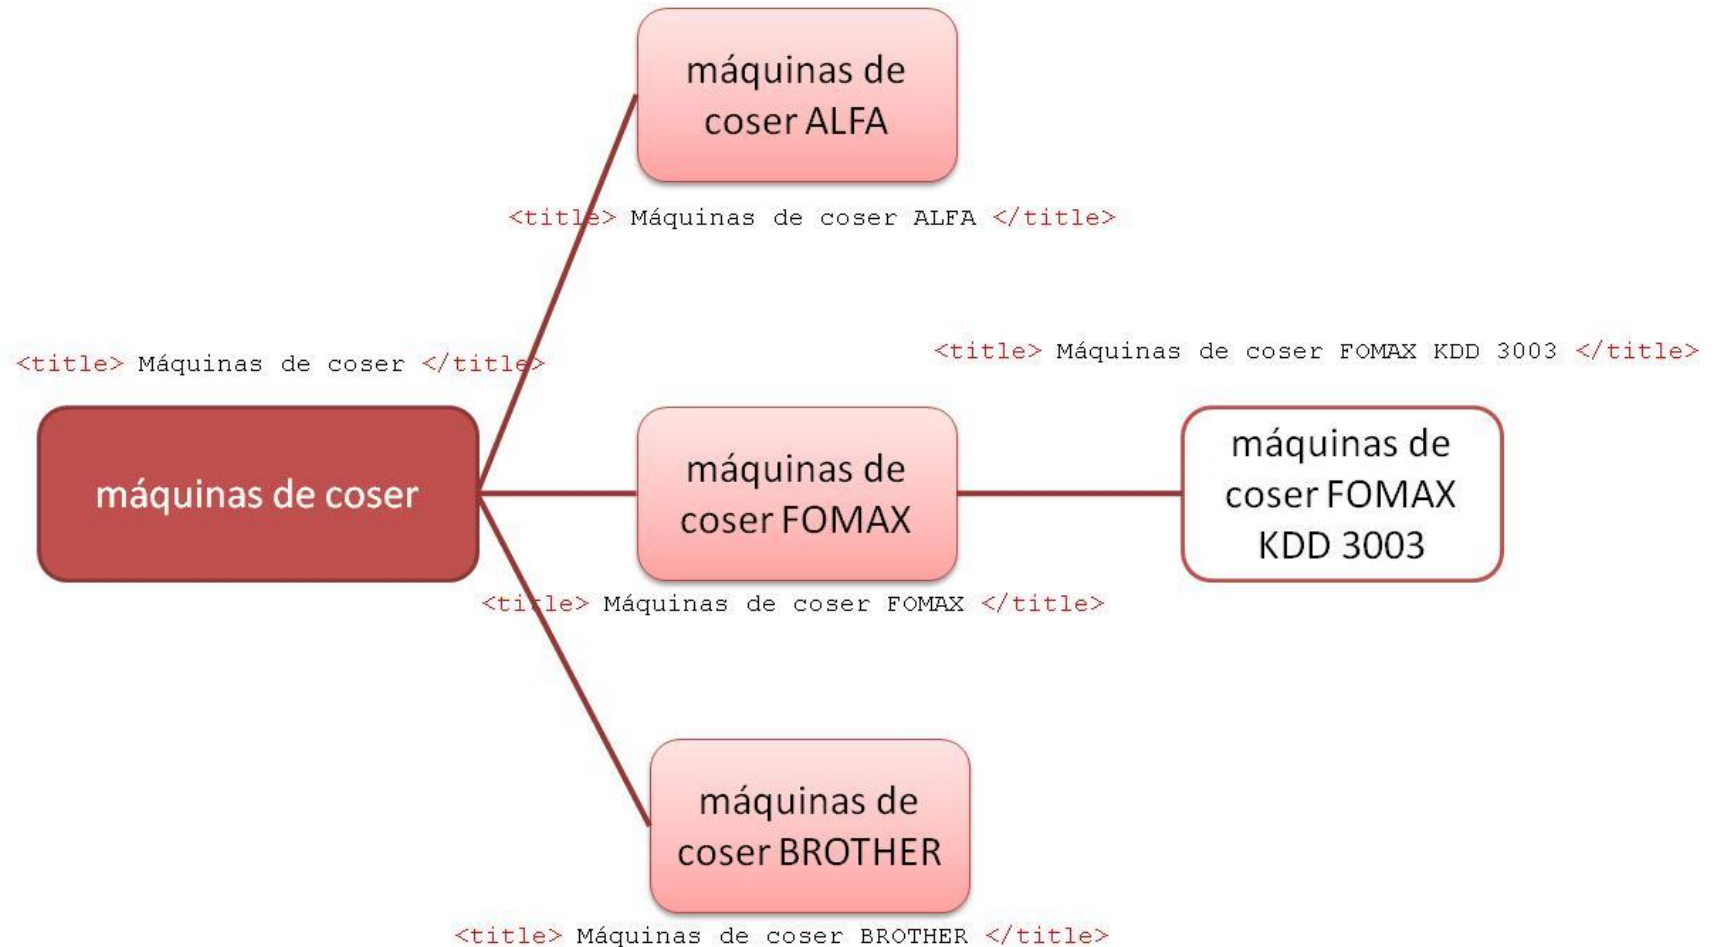 máquinas de
coser ALFA
<title> Máquinas de coser ALFA </title>
<title> Máquinas de coser </title>
máquinas de coser
<title> Máquinas de coser FOMAX KDD 3003 </title>
máquinas de
coser FOMAX
<title> Máquinas de coser FOMAX </title>
máquinas de
coser FOMAX
KDD 3003
máquinas de
coser BROTHER
<title> Máquinas de coser BROTHER </title>